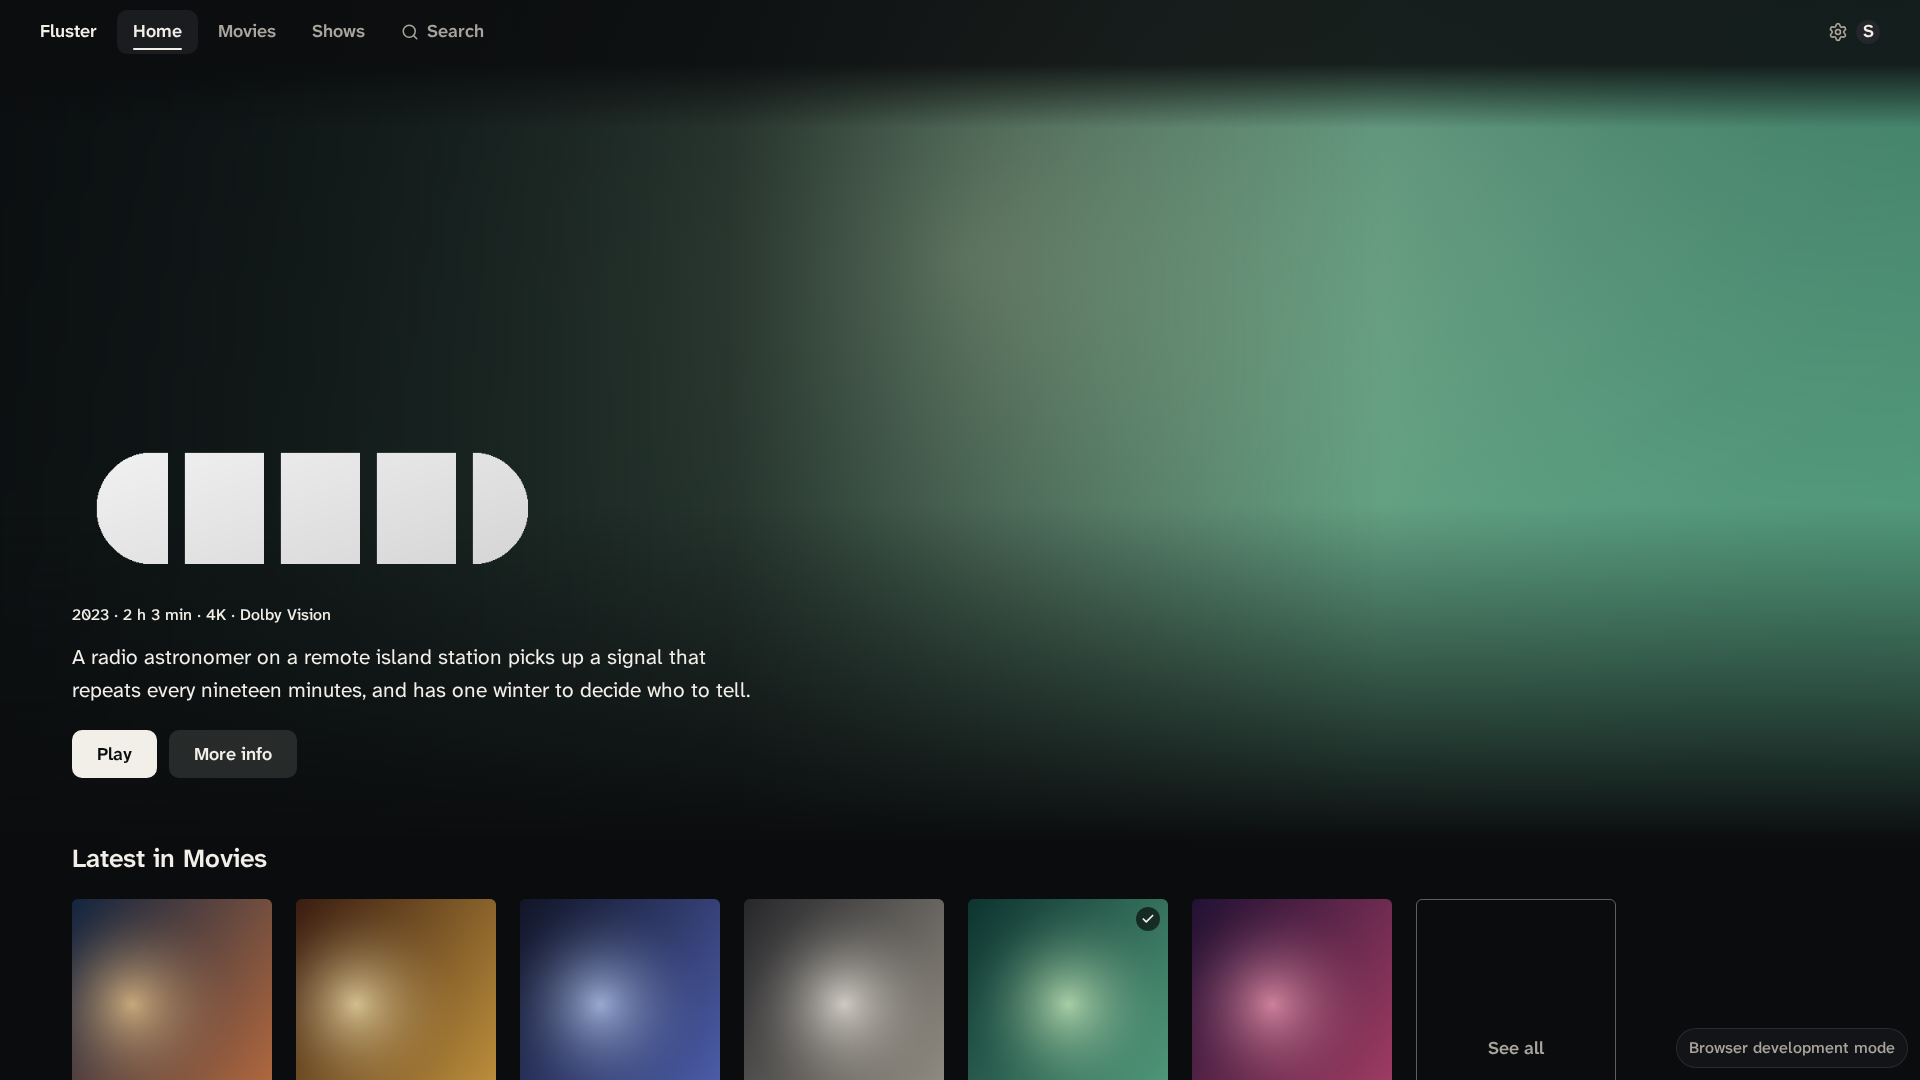 Fluster
Home
Movies
Shows
Search
S
2023 · 2 h 3 min · 4K · Dolby Vision
A radio astronomer on a remote island station picks up a signal that
repeats every nineteen minutes, and has one winter to decide who to tell.
Play
More info
Latest in Movies
See all
Browser development mode